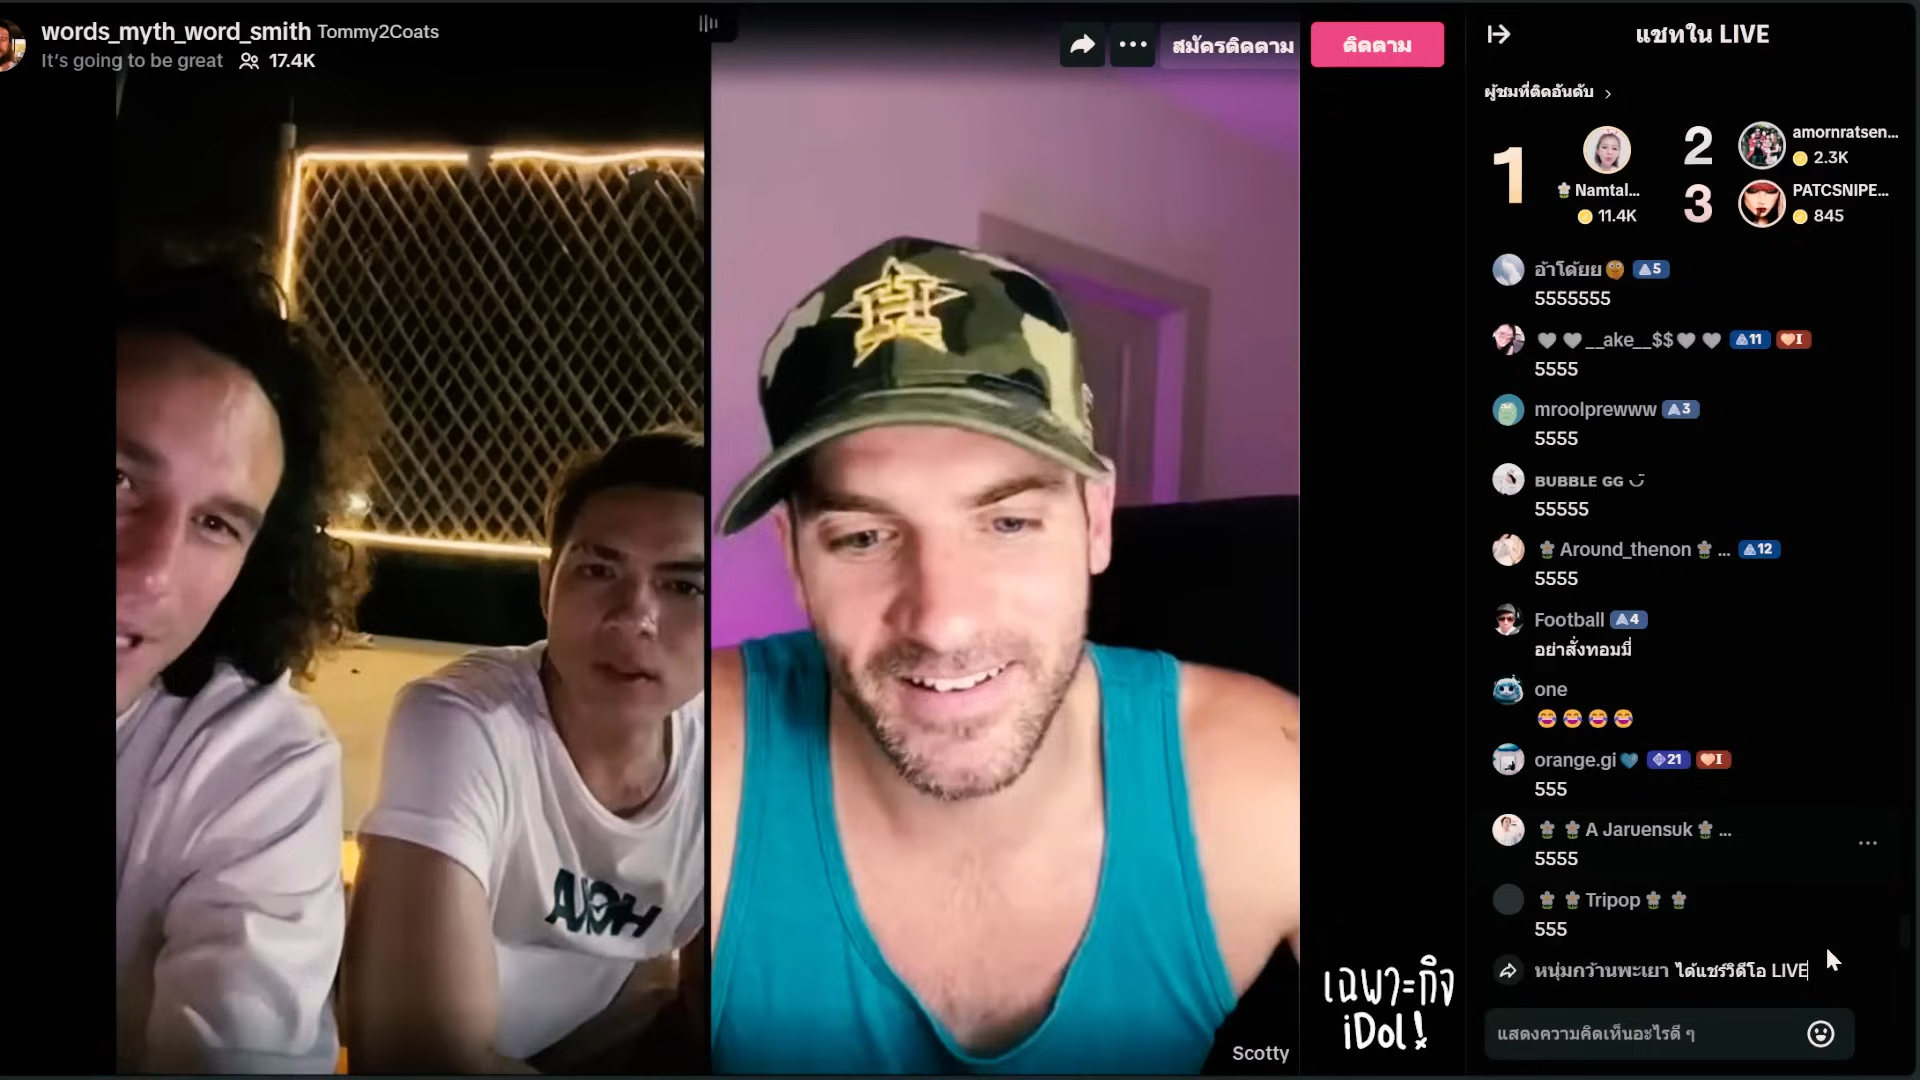 words_myth_word_smith Tommy2Coats
It's going to be great 17.4K
สมัครติดตาม
ติดตาม
แชทใน LIVE
ผู้ชมที่ติดอันดับ
1
Namtal...
11.4K
2
amornratsen...
2.3K
3
PATCSNIPE...
845
อ้าโด้ยย 5
5555555
__ake__$$ 11 I
5555
mroolprewww 3
5555
BUBBLE GG
55555
Around_thenon ... 12
5555
Football 4
อย่าสั่งทอมมี่
one
orange.gi 21 I
555
A Jaruensuk ...
5555
Tripop
555
หนุ่มกว้านพะเยา ได้แชร์วิดีโอ LIVE
แสดงความคิดเห็นอะไรดี ๆ
Scotty
เฉพาะกิจ
iDol!
H